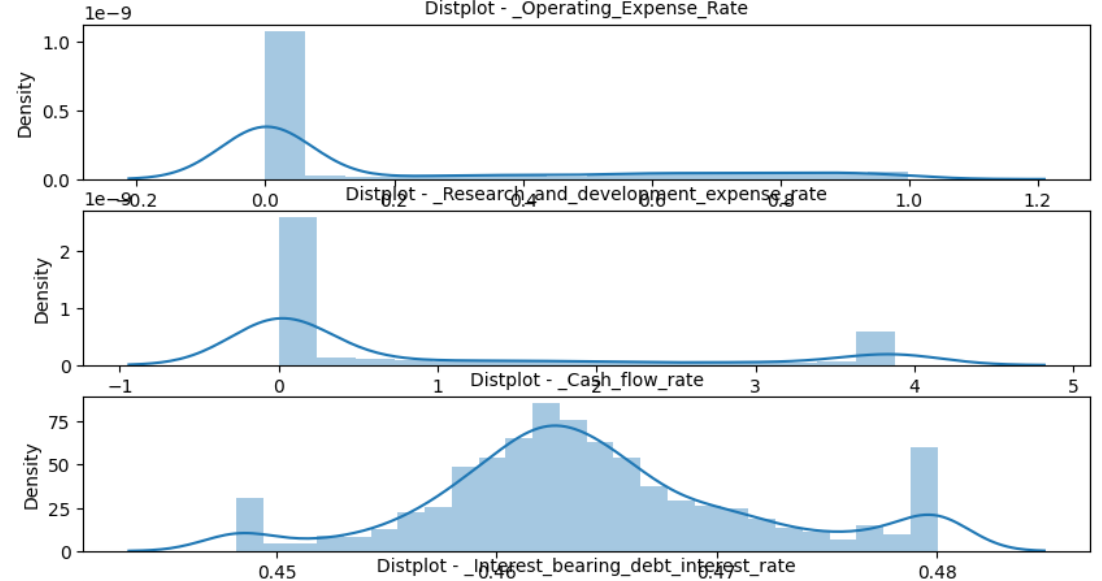 Distplot - _Operating_Expense_Rate
1e−9
1.0
Density
0.5
0.0
−0.2 0.0 0.2 0.4 0.6 0.8 1.0 1.2
Distplot - _Research_and_development_expense_rate
1e−9
2
Density
1
0
−1 0 1 2 3 4 5
Distplot - _Cash_flow_rate
75
Density
50
25
0
0.45 0.46 0.47 0.48
Distplot - _Interest_bearing_debt_interest_rate